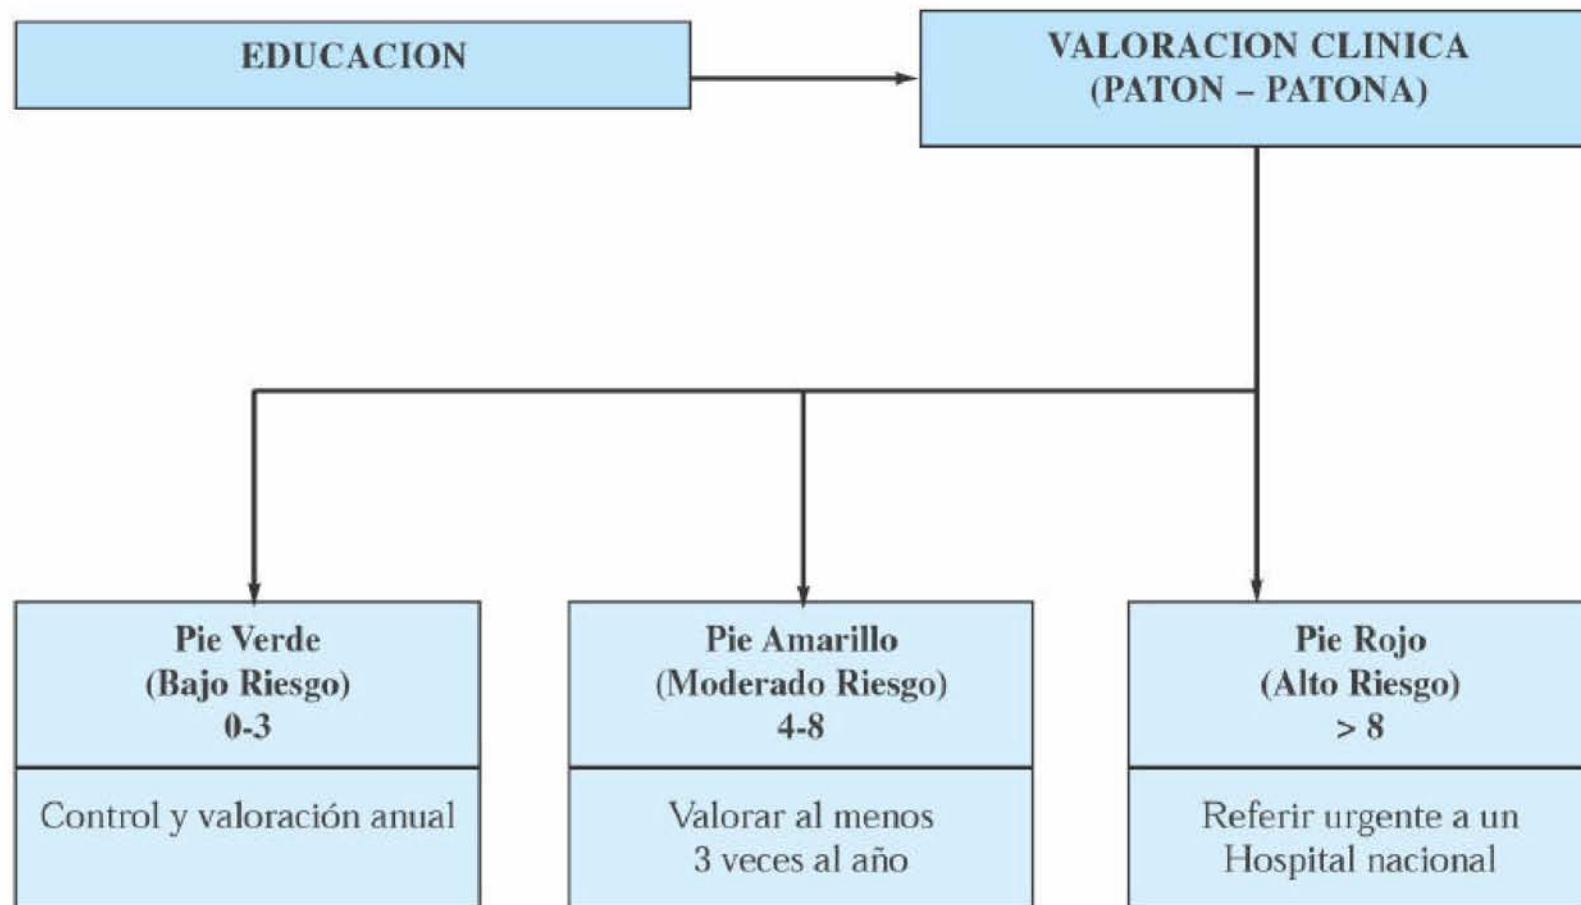 EDUCACION
VALORACION CLINICA
(PATON – PATONA)
Pie Verde
(Bajo Riesgo)
0-3
Control y valoración anual
Pie Amarillo
(Moderado Riesgo)
4-8
Valorar al menos
3 veces al año
Pie Rojo
(Alto Riesgo)
> 8
Referir urgente a un
Hospital nacional